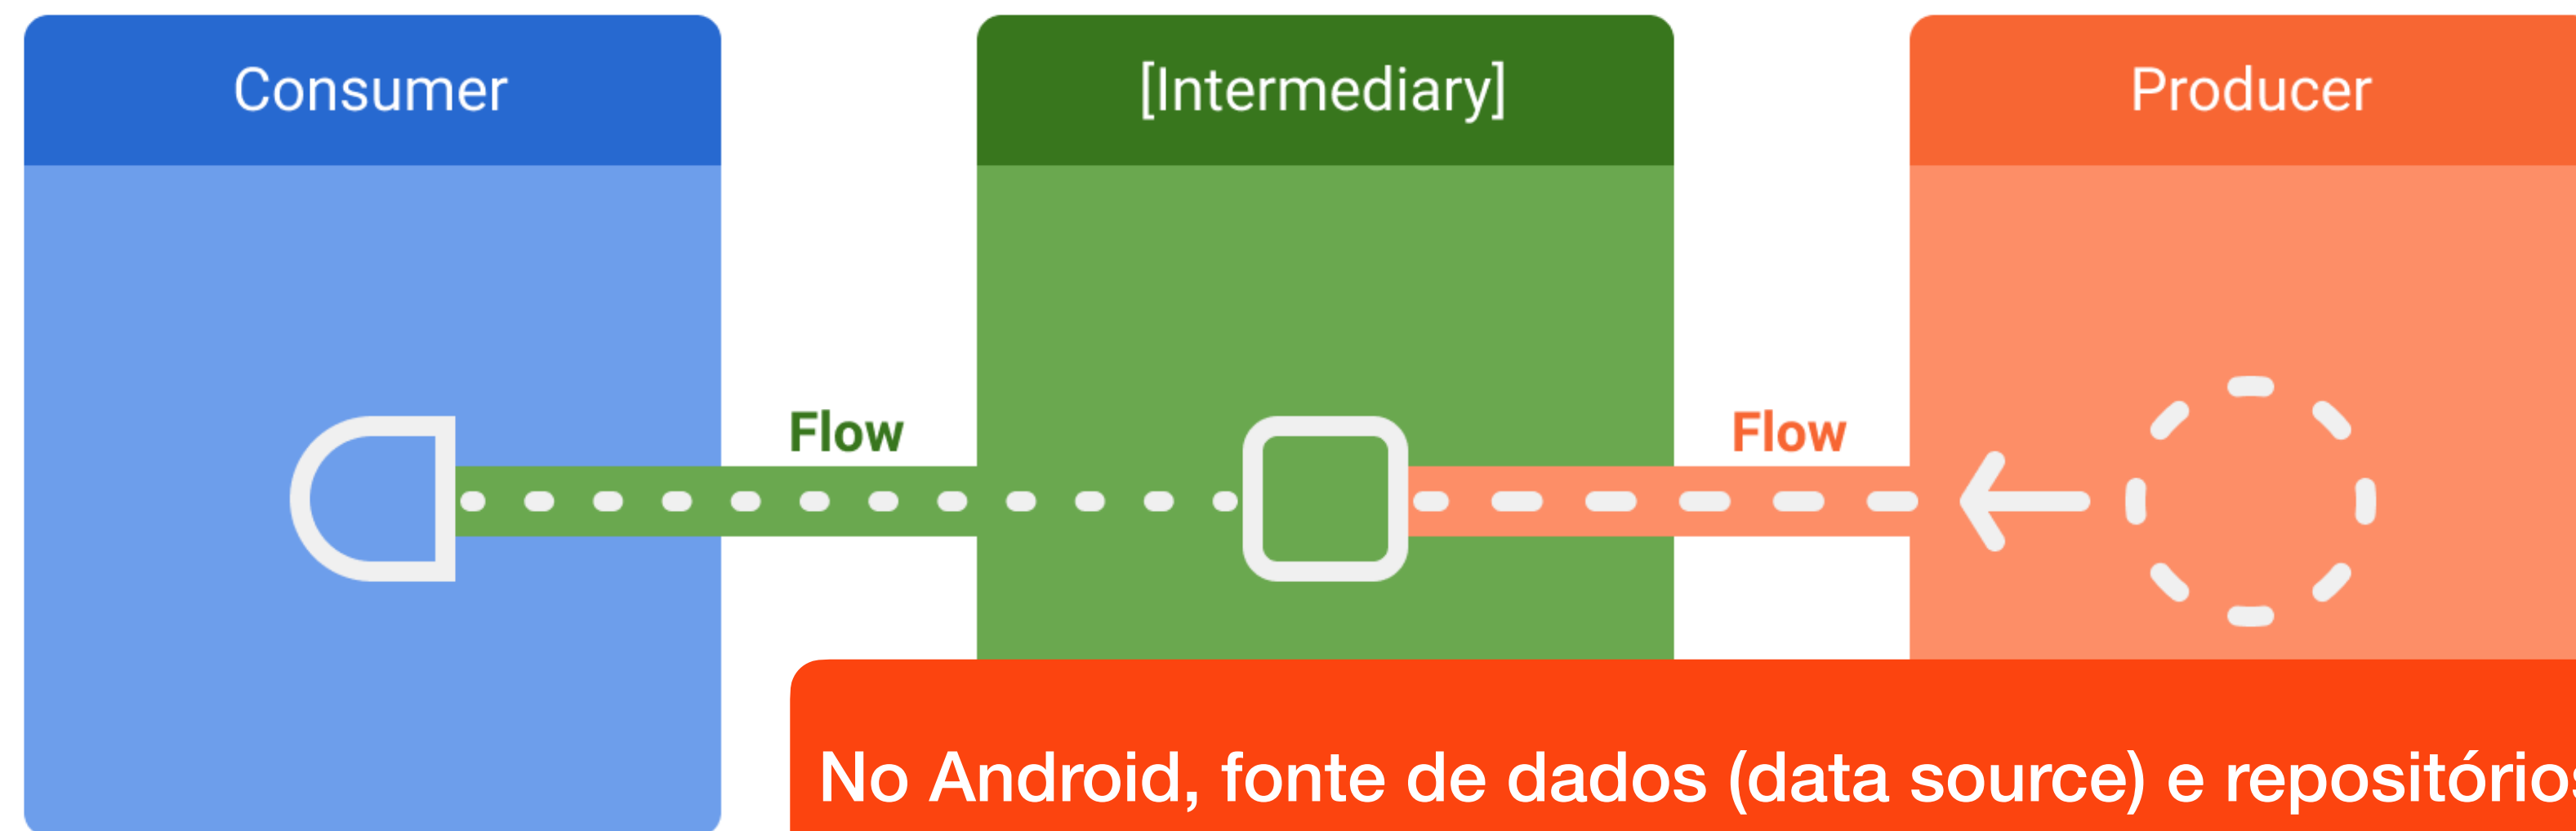 Consumer
[Intermediary]
Producer
Flow
Flow
No Android, fonte de dados (data source) e repositórios